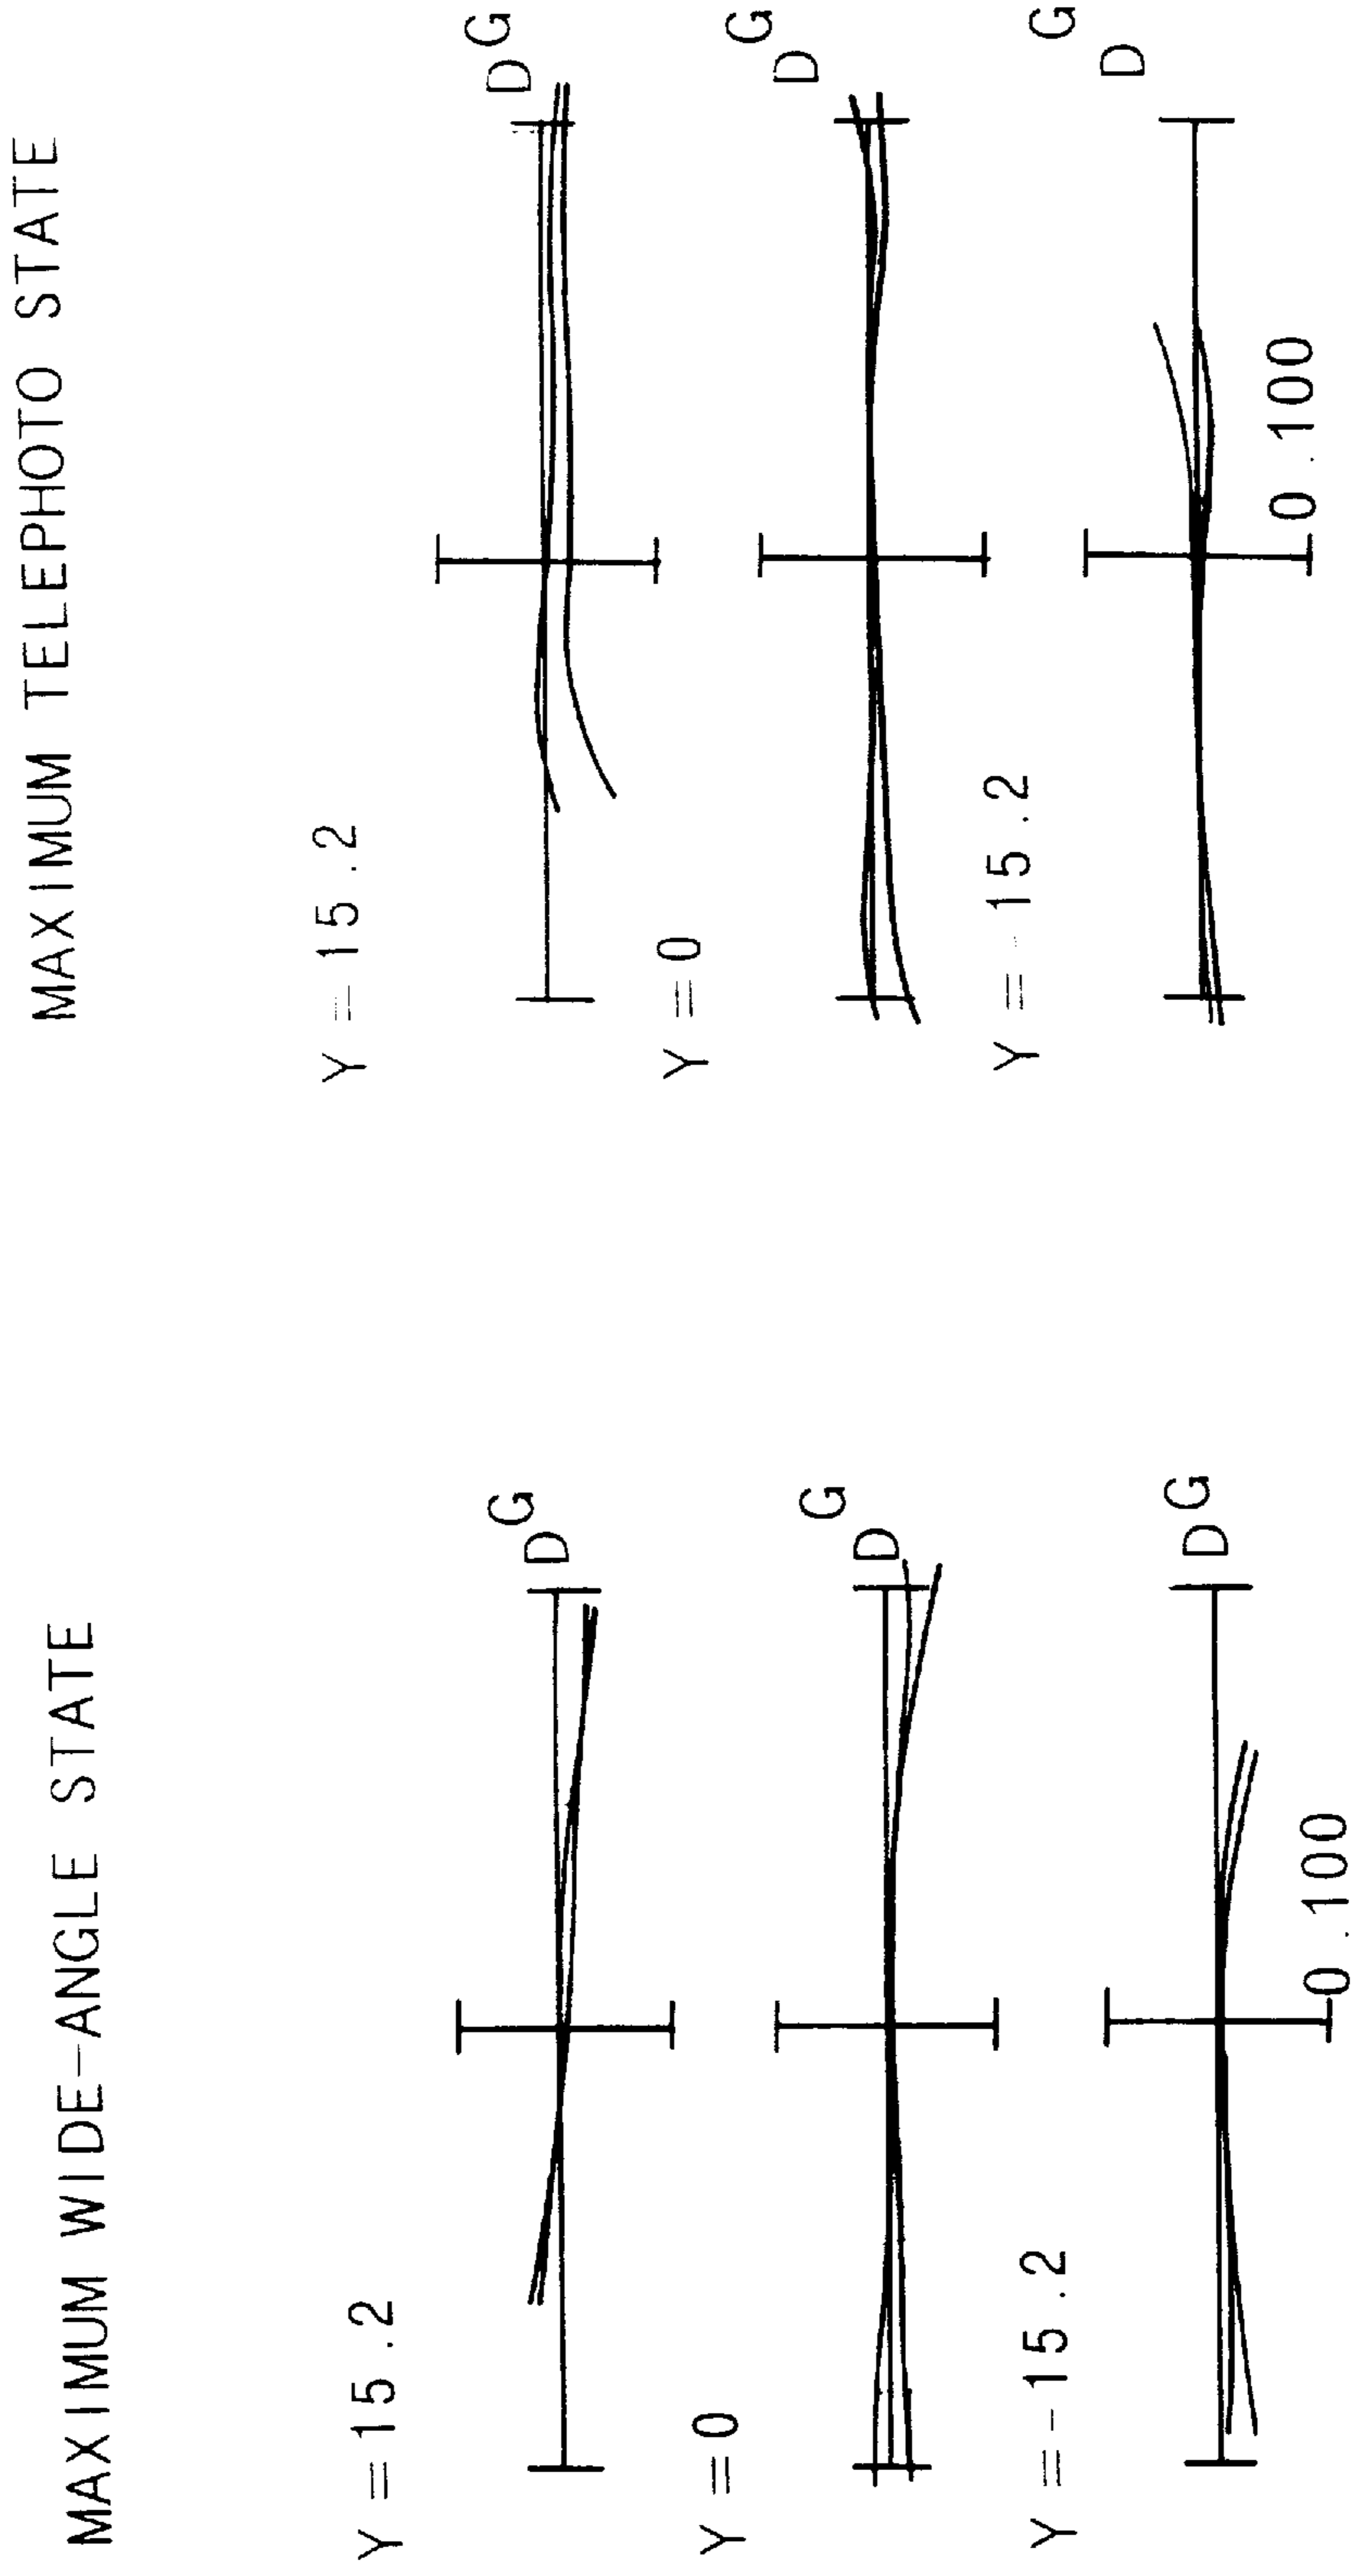 MAXIMUM WIDE-ANGLE STATE
Y=15.2
D G
Y=0
D G
Y=-15.2
D G
0.100
MAXIMUM TELEPHOTO STATE
Y=15.2
D G
Y=0
D G
Y=-15.2
D G
0.100